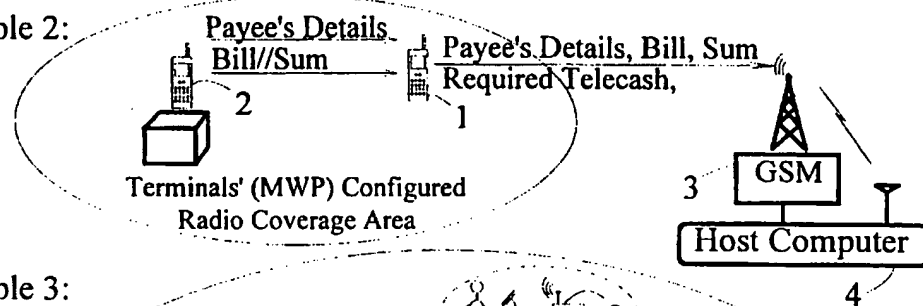 ple 2:
Payee's Details
Bill//Sum
Payee's Details, Bill, Sum
Required Telecash,
2
1
Terminals' (MWP) Configured
Radio Coverage Area
3
GSM
Host Computer
4
ple 3: